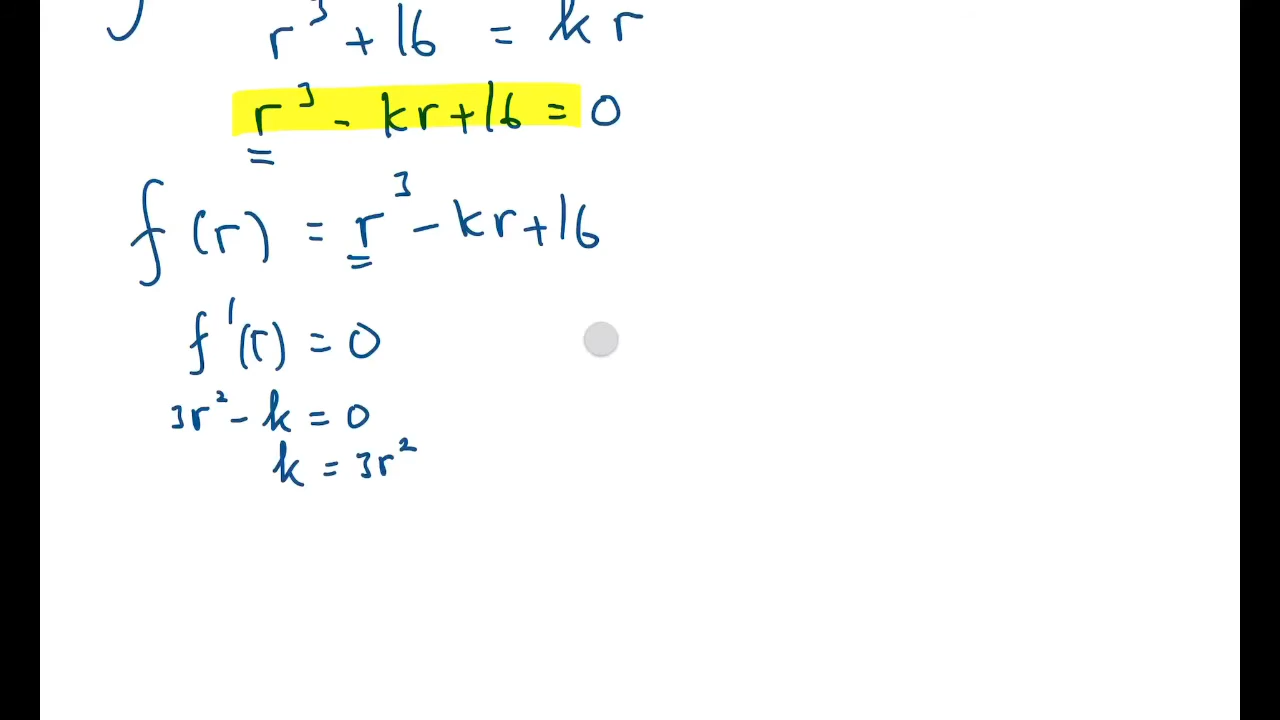 r³ + 16 = kr
r³ - kr + 16 = 0
f(r) = r³ - kr + 16
f'(r) = 0
3r² - k = 0
k = 3r²